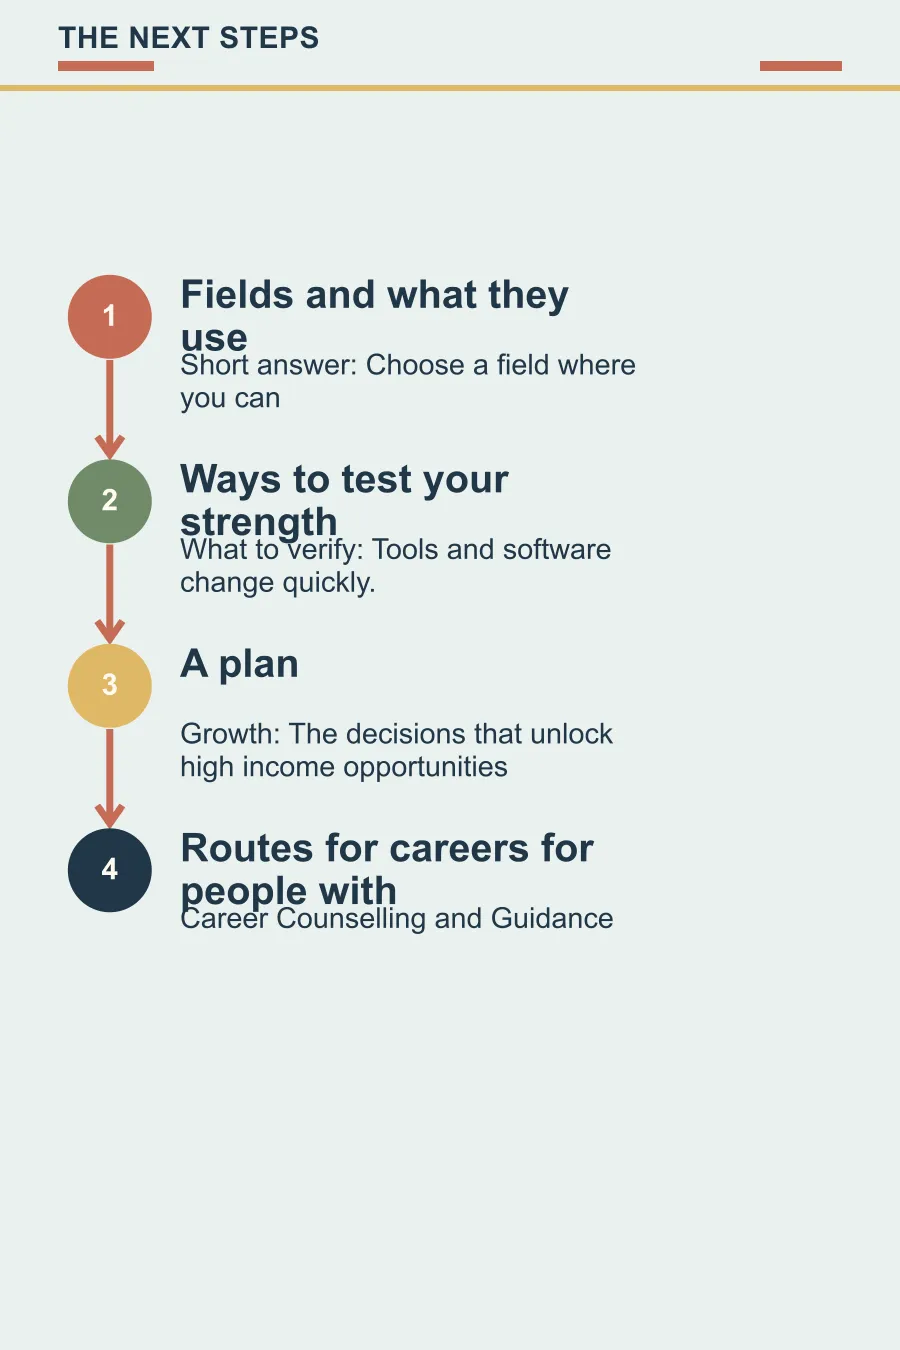 THE NEXT STEPS
1
Fields and what they
use
Short answer: Choose a field where
you can
2
Ways to test your
strength
What to verify: Tools and software
change quickly.
3
A plan
Growth: The decisions that unlock
high income opportunities
4
Routes for careers for
people with
Career Counselling and Guidance